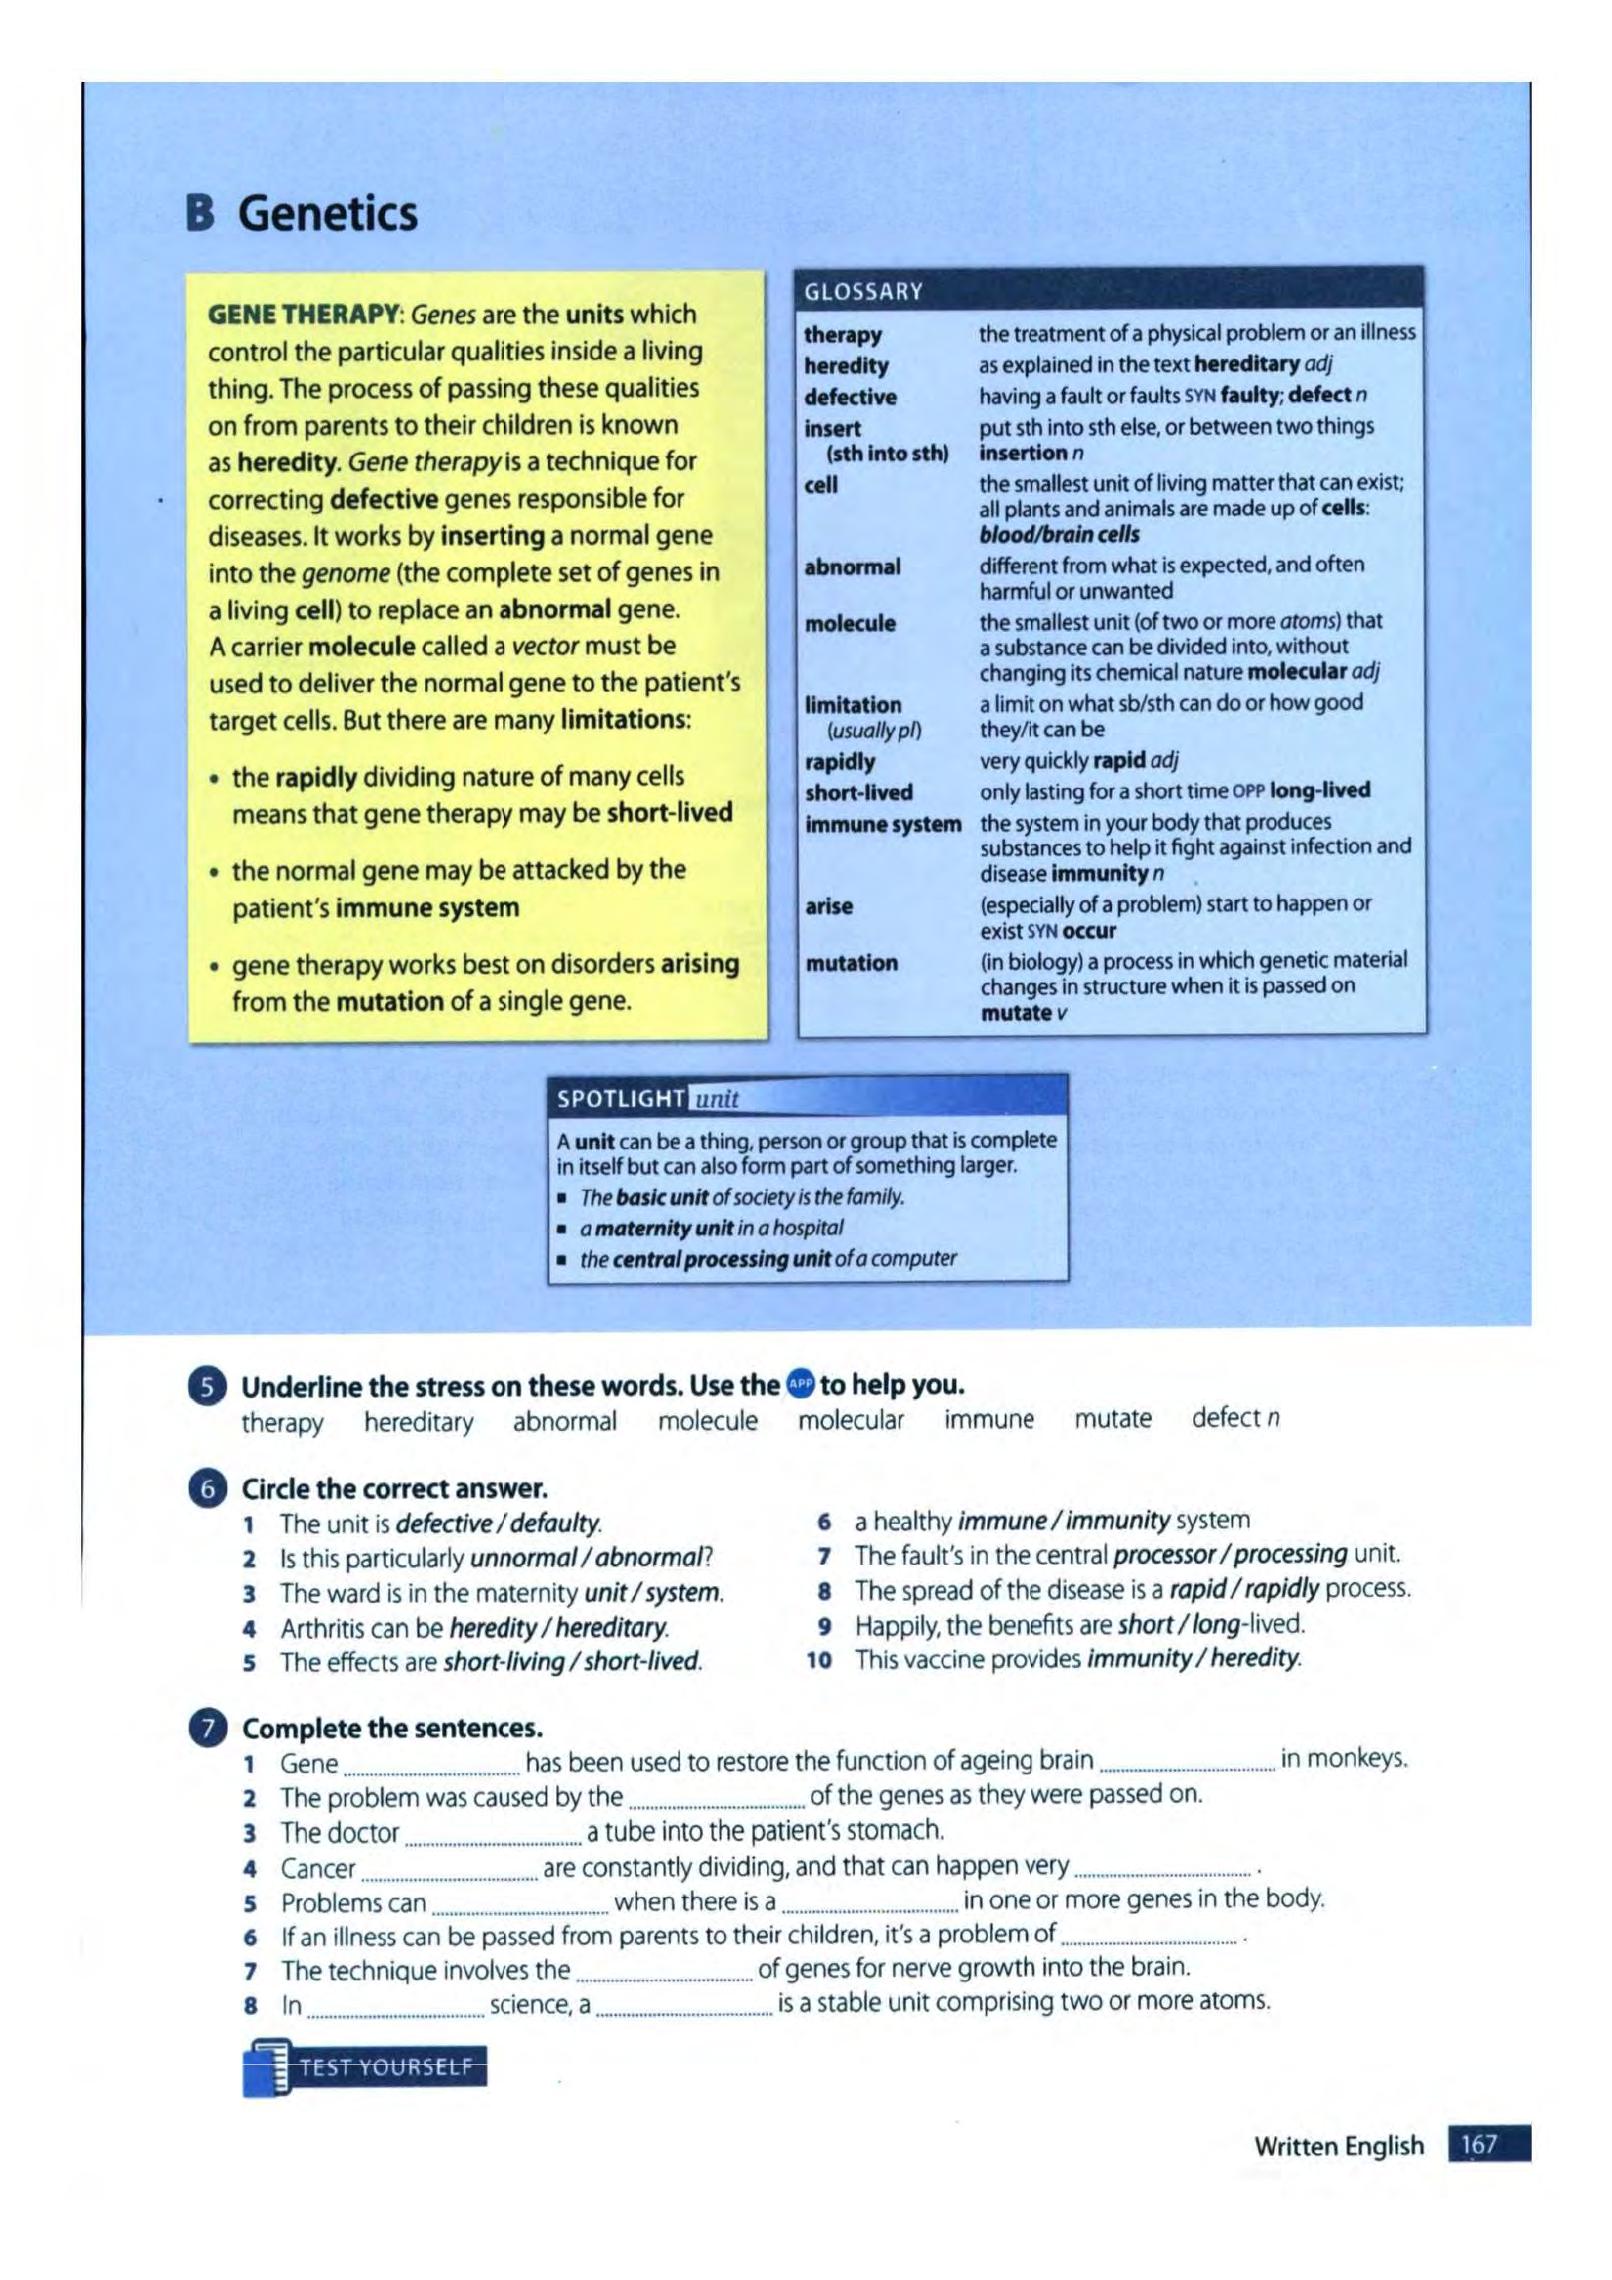 B Genetics
GENE THERAPY: Genes are the units which
control the particular qualities inside a living
thing. The process of passing these qualities
on from parents to their children is known
as heredity. Gene therapy is a technique for
correcting defective genes responsible for
diseases. It works by inserting a normal gene
into the genome (the complete set of genes in
a living cell) to replace an abnormal gene.
A carrier molecule called a vector must be
used to deliver the normal gene to the patient's
target cells. But there are many limitations:
• the rapidly dividing nature of many cells
means that gene therapy may be short-lived
• the normal gene may be attacked by the
patient's immune system
• gene therapy works best on disorders arising
from the mutation of a single gene.
GLOSSARY
therapy the treatment of a physical problem or an illness
heredity as explained in the text hereditary adj
defective having a fault or faults SYN faulty; defect n
insert put sth into sth else, or between two things
(sth into sth) insertion n
cell the smallest unit of living matter that can exist;
all plants and animals are made up of cells:
blood/brain cells
abnormal different from what is expected, and often
harmful or unwanted
molecule the smallest unit (of two or more atoms) that
a substance can be divided into, without
changing its chemical nature molecular adj
limitation a limit on what sb/sth can do or how good
(usually pl) they/it can be
rapidly very quickly rapid adj
short-lived only lasting for a short time OPP long-lived
immune system the system in your body that produces
substances to help it fight against infection and
disease immunity n
arise (especially of a problem) start to happen or
exist SYN occur
mutation (in biology) a process in which genetic material
changes in structure when it is passed on
mutate v
SPOTLIGHT unit
A unit can be a thing, person or group that is complete
in itself but can also form part of something larger.
▪ The basic unit of society is the family.
▪ a maternity unit in a hospital
▪ the central processing unit of a computer
5 Underline the stress on these words. Use the APP to help you.
therapy hereditary abnormal molecule molecular immune mutate defect n
6 Circle the correct answer.
1 The unit is defective / defaulty.
2 Is this particularly unnormal / abnormal?
3 The ward is in the maternity unit / system.
4 Arthritis can be heredity / hereditary.
5 The effects are short-living / short-lived.
6 a healthy immune / immunity system
7 The fault's in the central processor / processing unit.
8 The spread of the disease is a rapid / rapidly process.
9 Happily, the benefits are short / long-lived.
10 This vaccine provides immunity / heredity.
7 Complete the sentences.
1 Gene ........ has been used to restore the function of ageing brain ........ in monkeys.
2 The problem was caused by the ........ of the genes as they were passed on.
3 The doctor ........ a tube into the patient's stomach.
4 Cancer ........ are constantly dividing, and that can happen very ........ .
5 Problems can ........ when there is a ........ in one or more genes in the body.
6 If an illness can be passed from parents to their children, it's a problem of ........ .
7 The technique involves the ........ of genes for nerve growth into the brain.
8 In ........ science, a ........ is a stable unit comprising two or more atoms.
TEST YOURSELF
Written English 167